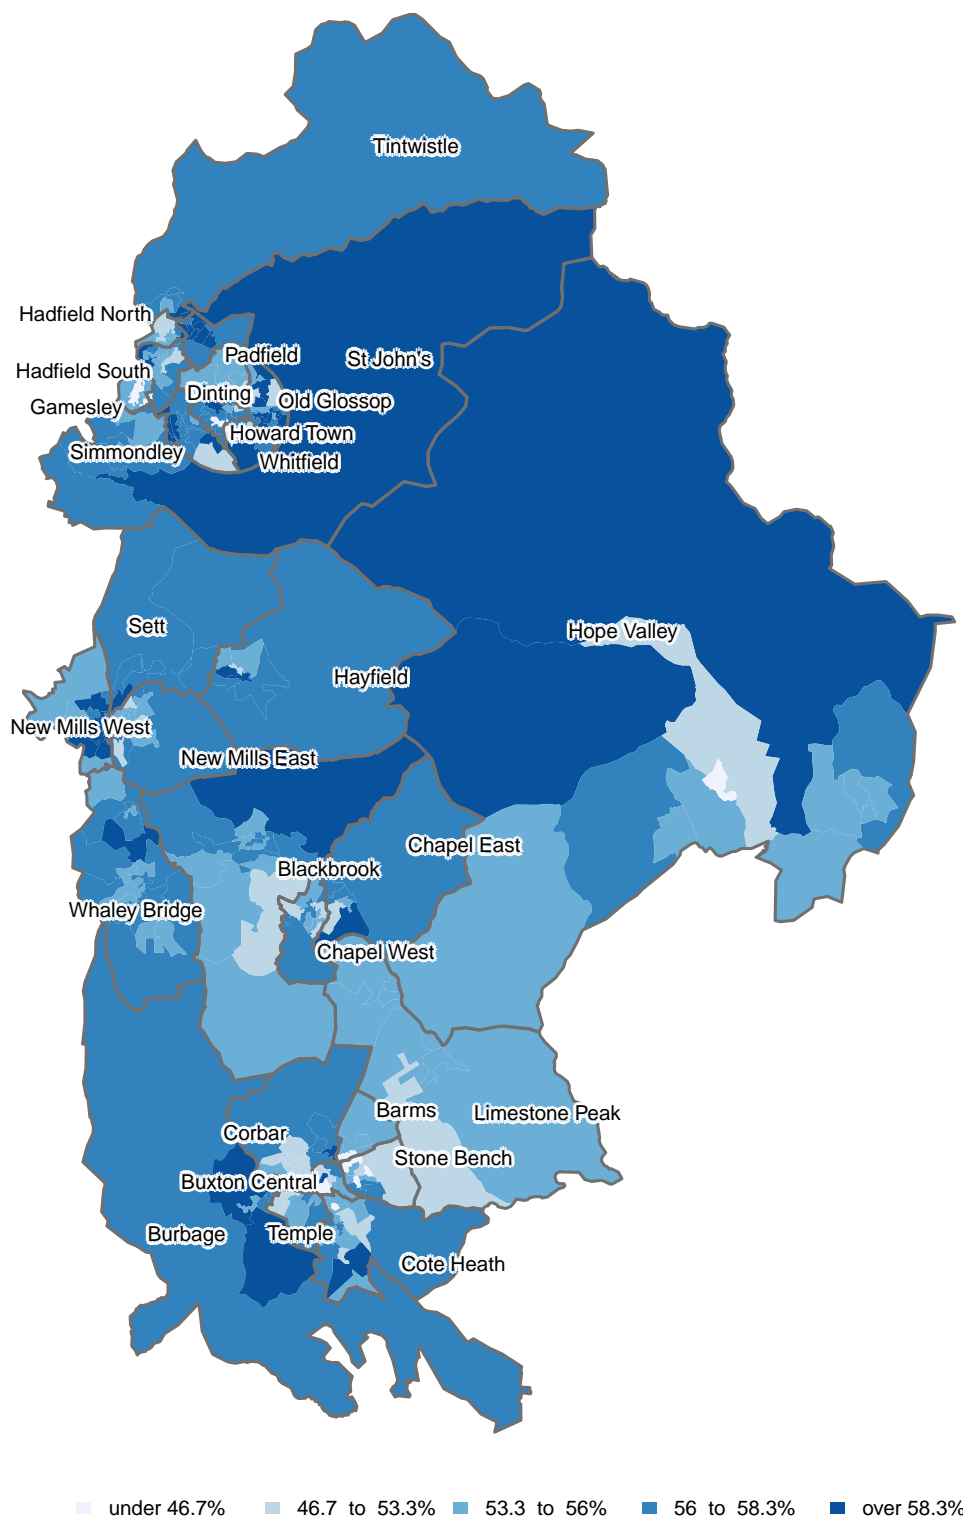 Tintwistle
Hadfield North
Padfield
St John's
Hadfield South
Dinting
Old Glossop
Gamesley
Howard Town
Simmondley
Whitfield
Sett
Hope Valley
Hayfield
New Mills West
New Mills East
Chapel East
Blackbrook
Whaley Bridge
Chapel West
Barms
Limestone Peak
Corbar
Stone Bench
Buxton Central
Burbage
Temple
Cote Heath
under 46.7% 46.7 to 53.3% 53.3 to 56% 56 to 58.3% over 58.3%